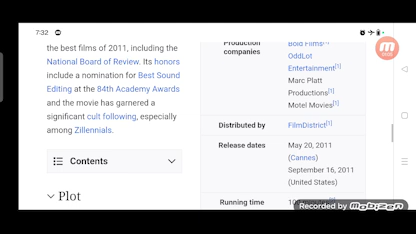 7:32
the best films of 2011, including the
National Board of Review. Its honors
include a nomination for Best Sound
Editing at the 84th Academy Awards
and the movie has garnered a
significant cult following, especially
among Zillennials.
Contents
Plot
Production
companies
Bold Films[1]
OddLot
Entertainment[1]
Marc Platt
Productions[1]
Motel Movies[1]
Distributed by
FilmDistrict[1]
Release dates
May 20, 2011
(Cannes)
September 16, 2011
(United States)
Running time
Recorded by Mobizen